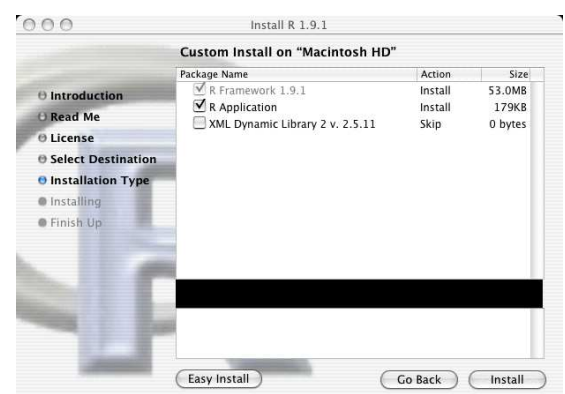 Install R 1.9.1
Custom Install on “Macintosh HD”
Introduction
Read Me
License
Select Destination
Installation Type
Installing
Finish Up
Package Name Action Size
R Framework 1.9.1 Install 53.0MB
R Application Install 179KB
XML Dynamic Library 2 v. 2.5.11 Skip 0 bytes
Easy Install Go Back Install